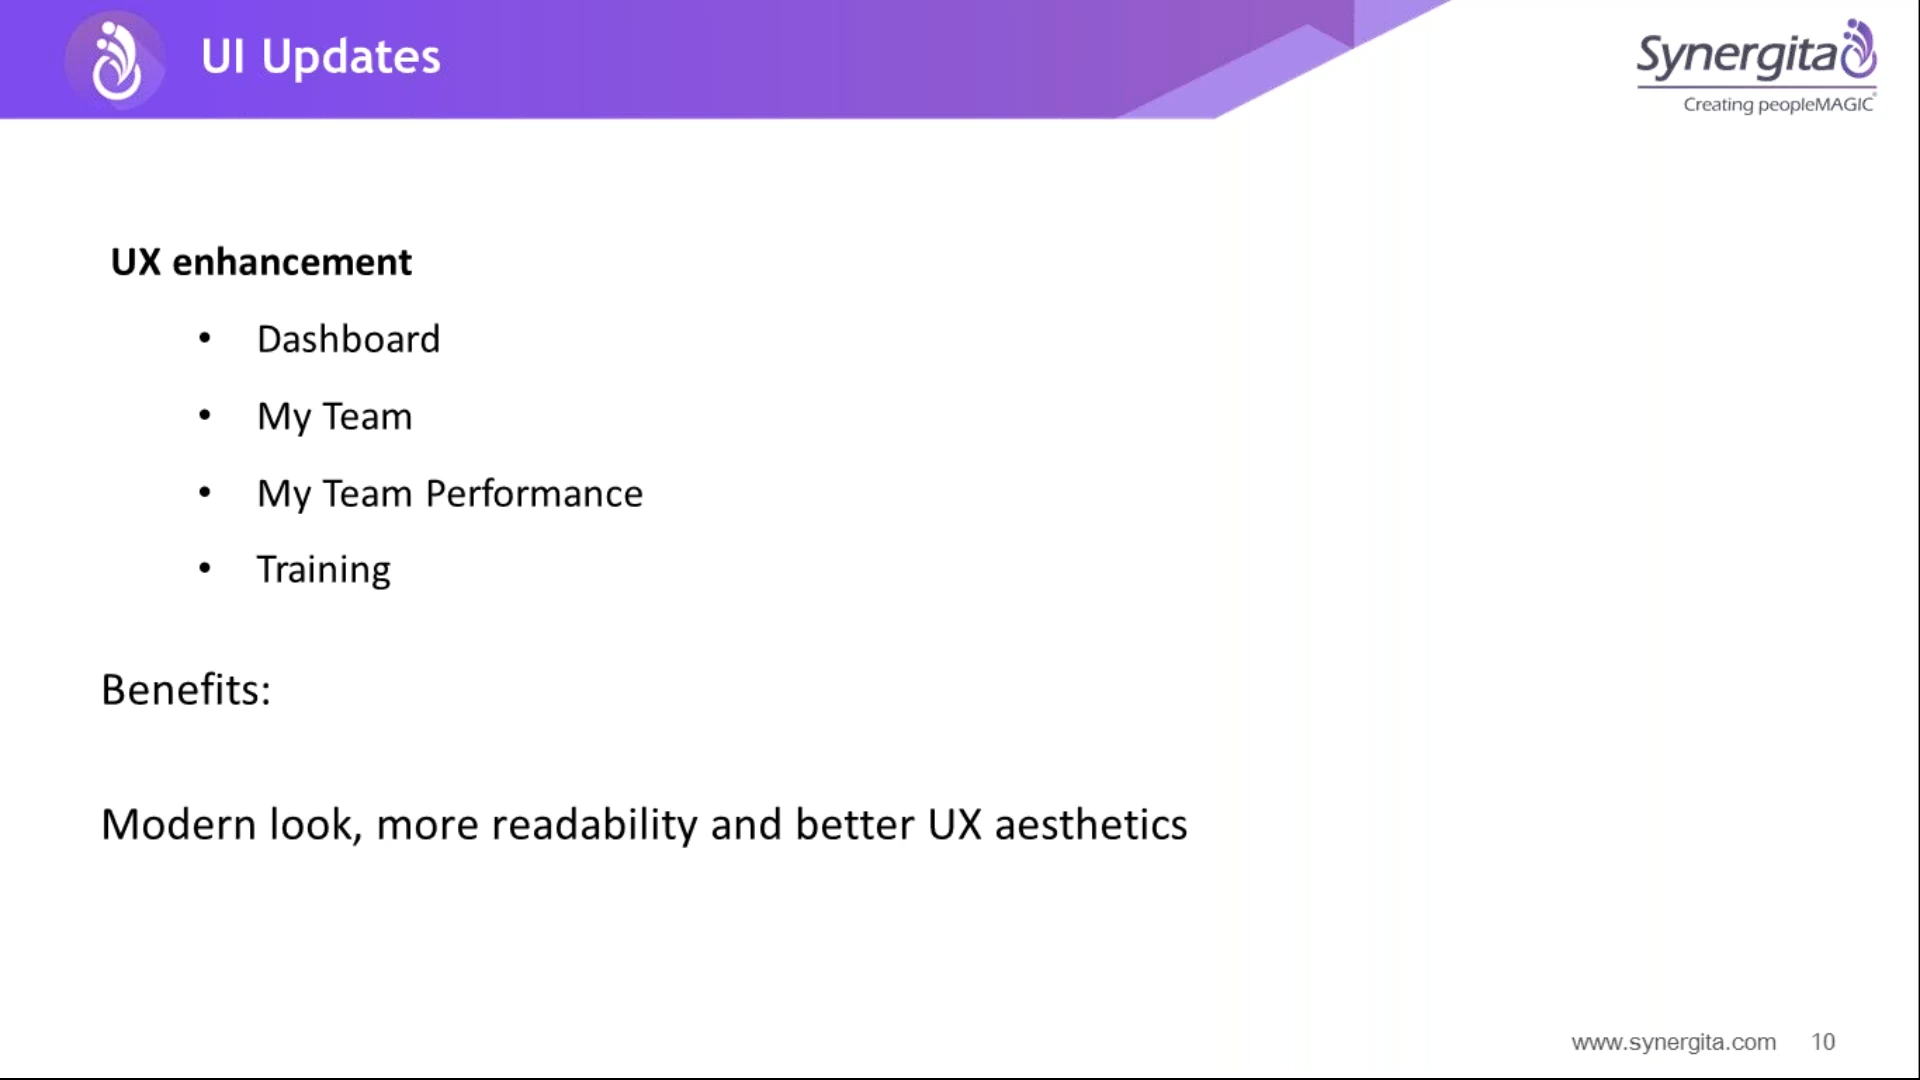 UI Updates
Synergita
Creating peopleMAGIC
UX enhancement
• Dashboard
• My Team
• My Team Performance
• Training
Benefits:
Modern look, more readability and better UX aesthetics
www.synergita.com 10